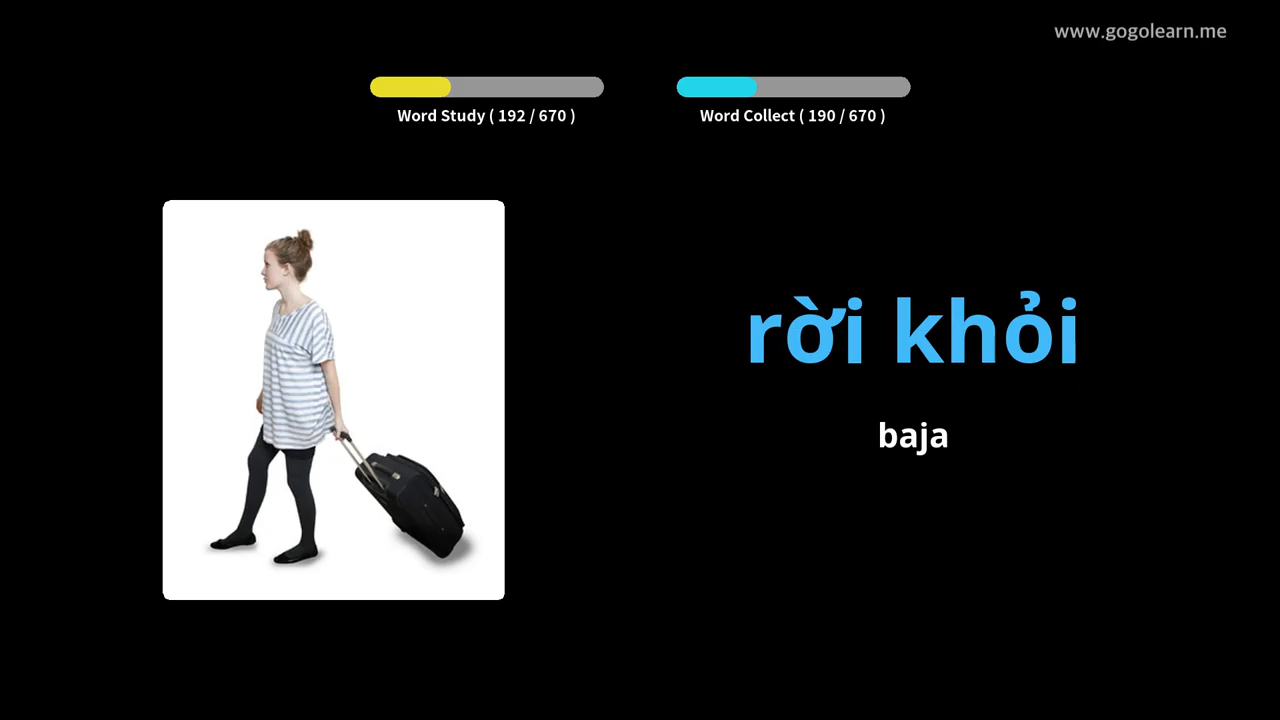 www.gogolearn.me
Word Study ( 192 / 670 )
Word Collect ( 190 / 670 )
rời khỏi
baja